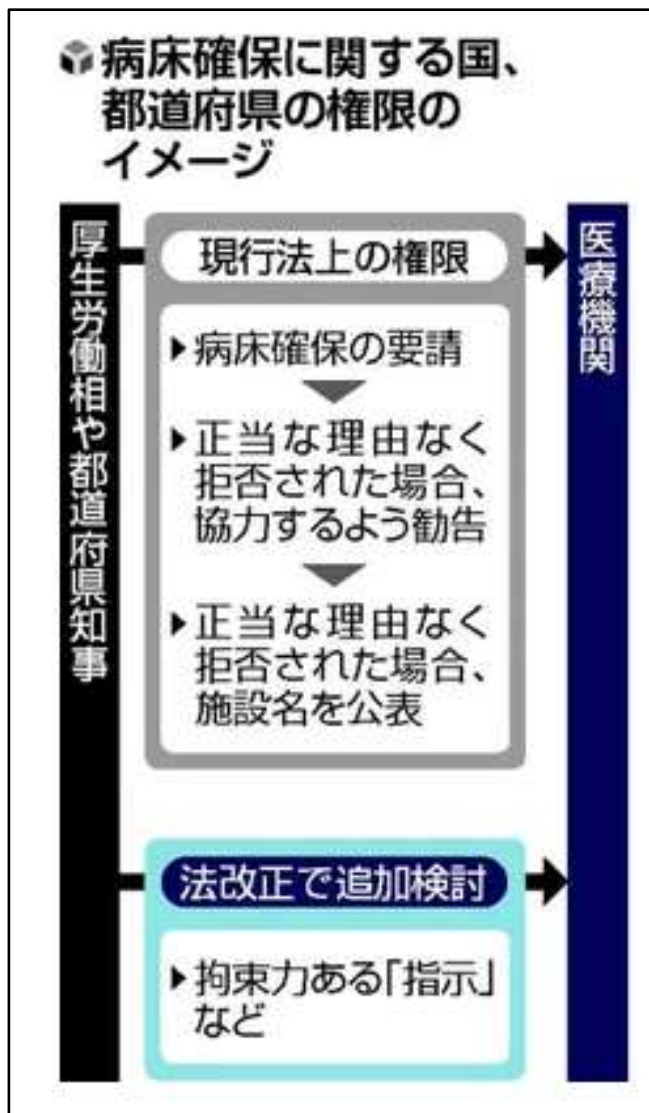 病床確保に関する国、
都道府県の権限の
イメージ
厚生労働相や都道府県知事
現行法上の権限
病床確保の要請
正当な理由なく
拒否された場合、
協力するよう勧告
正当な理由なく
拒否された場合、
施設名を公表
法改正で追加検討
拘束力ある「指示」
など
医療機関